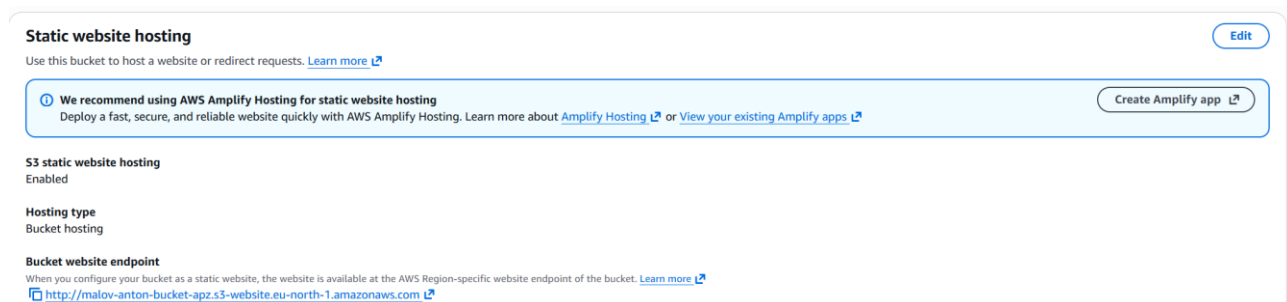 Static website hosting
Edit
Use this bucket to host a website or redirect requests. Learn more
We recommend using AWS Amplify Hosting for static website hosting
Create Amplify app
Deploy a fast, secure, and reliable website quickly with AWS Amplify Hosting. Learn more about Amplify Hosting or View your existing Amplify apps
S3 static website hosting
Enabled
Hosting type
Bucket hosting
Bucket website endpoint
When you configure your bucket as a static website, the website is available at the AWS Region-specific website endpoint of the bucket. Learn more
http://malov-anton-bucket-apz.s3-website.eu-north-1.amazonaws.com